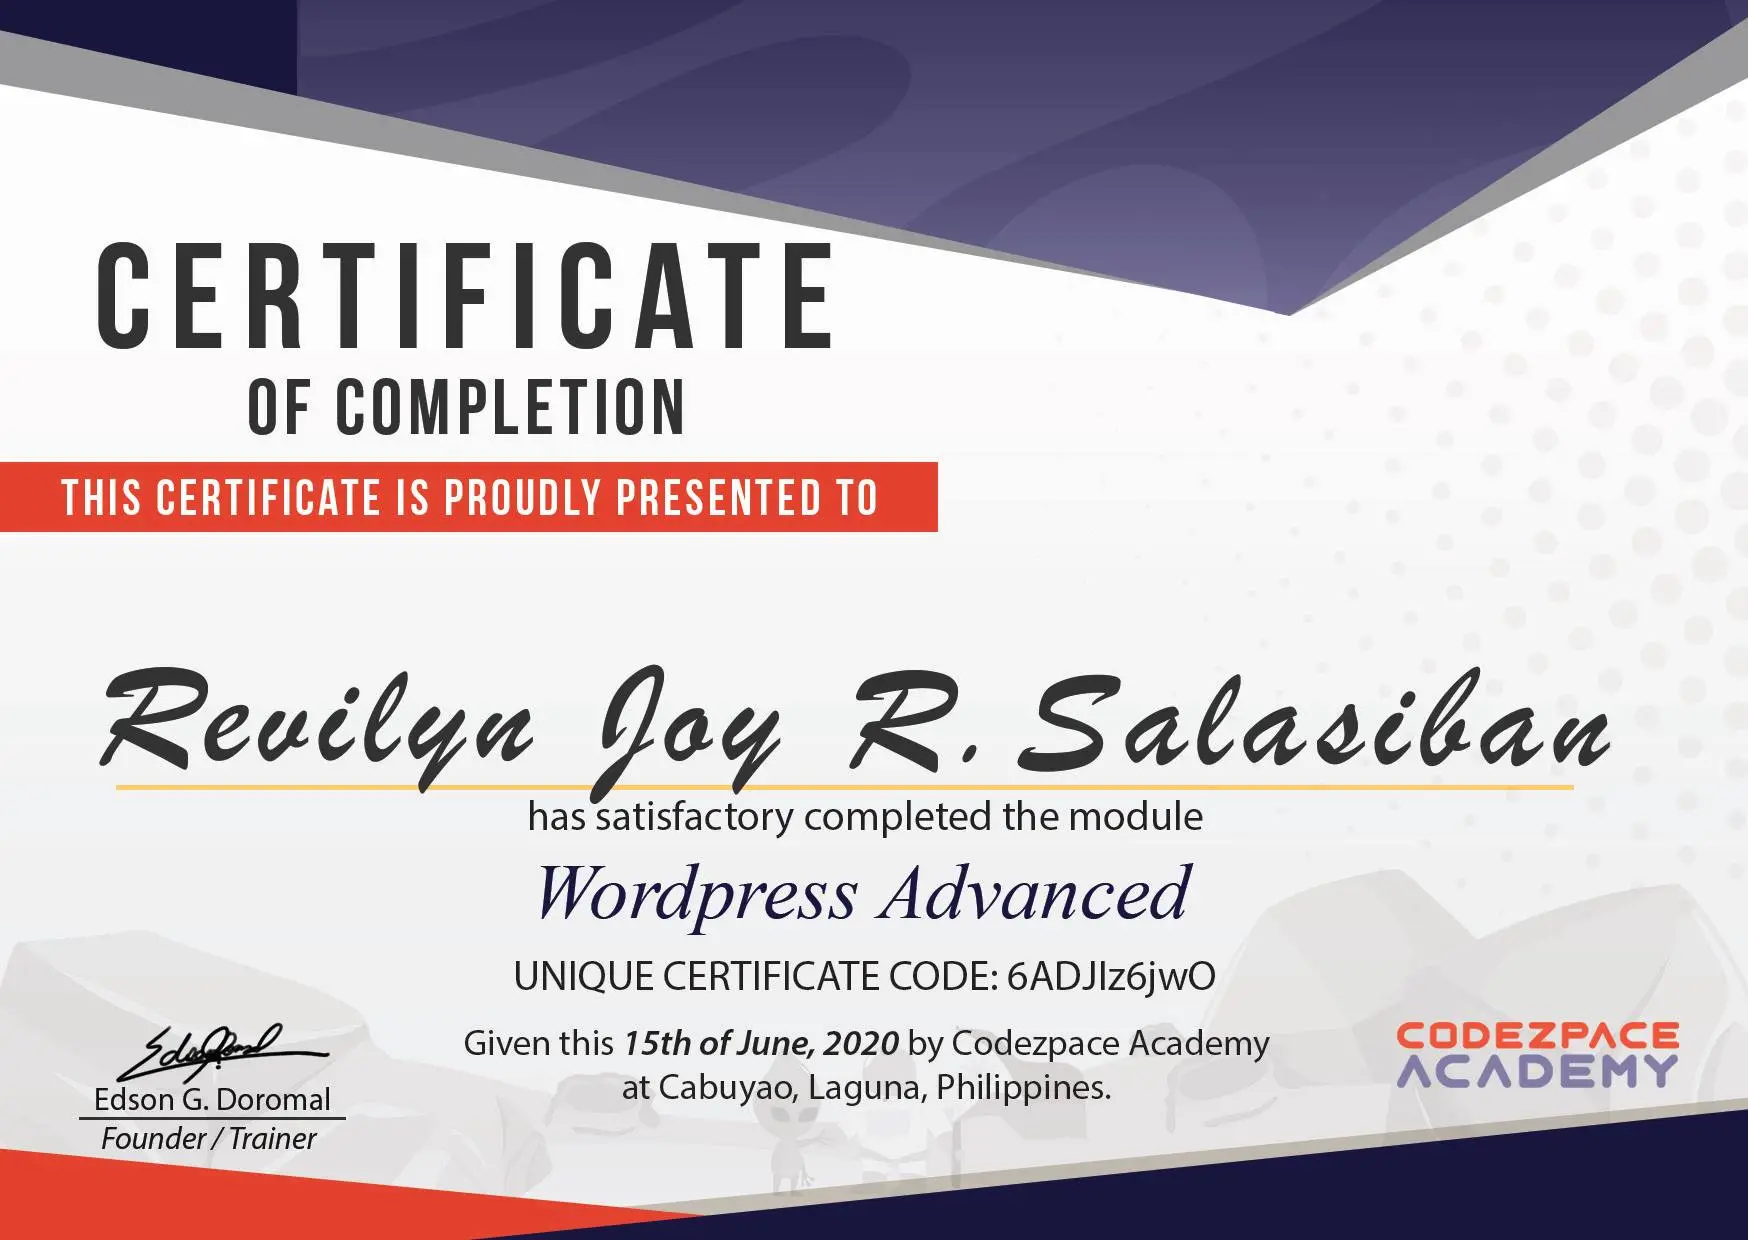 CERTIFICATE
OF COMPLETION
THIS CERTIFICATE IS PROUDLY PRESENTED TO
Revilyn Joy R. Salasiban
has satisfactory completed the module
Wordpress Advanced
UNIQUE CERTIFICATE CODE: 6ADJIz6jwO
Given this 15th of June, 2020 by Codezpace Academy
at Cabuyao, Laguna, Philippines.
Edson G. Doromal
Founder / Trainer
CODEZPACE
ACADEMY